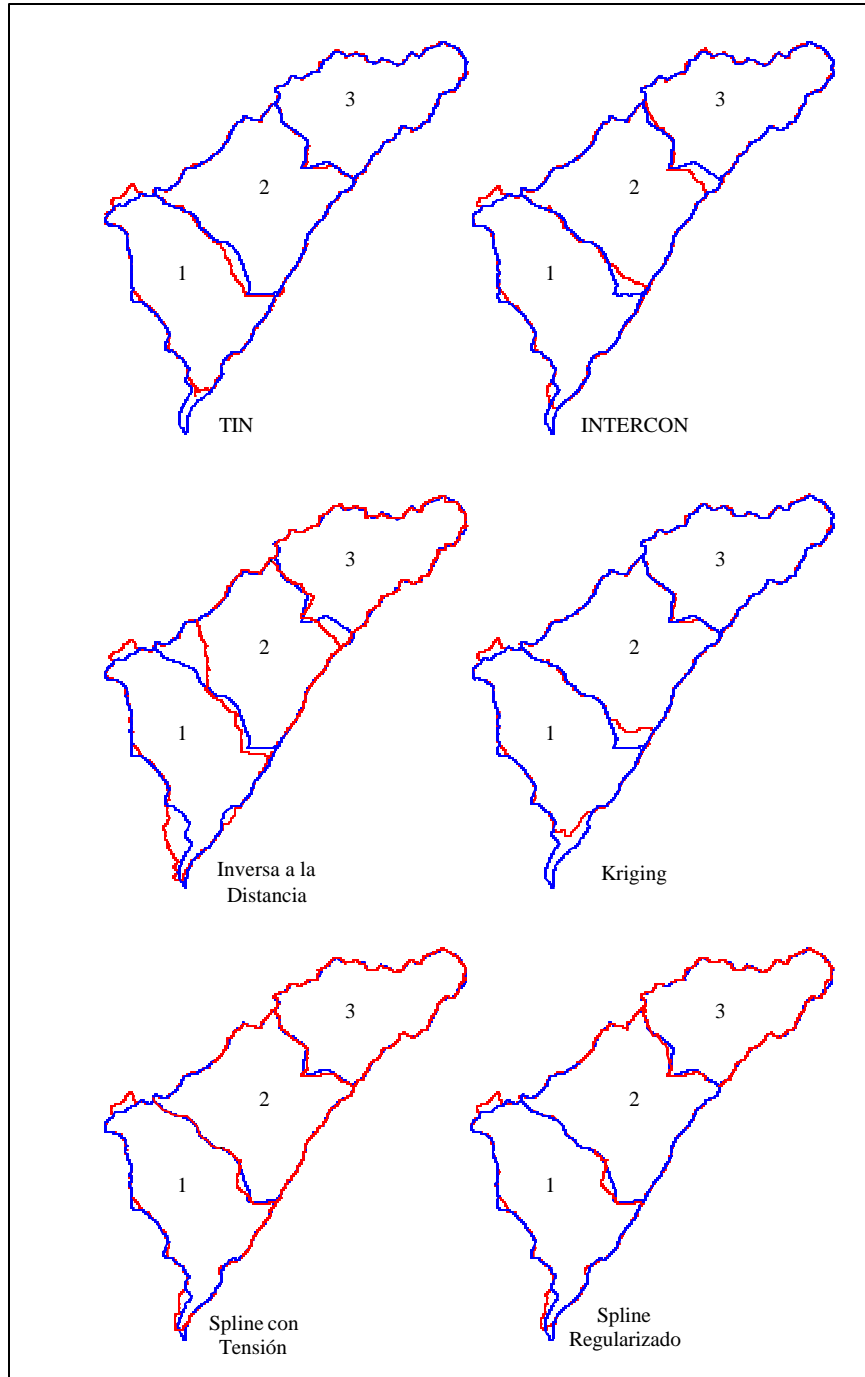 3
2
1
TIN
3
2
1
INTERCON
3
2
1
Inversa a la
Distancia
3
2
1
Kriging
3
2
1
Spline con
Tensión
3
2
1
Spline
Regularizado